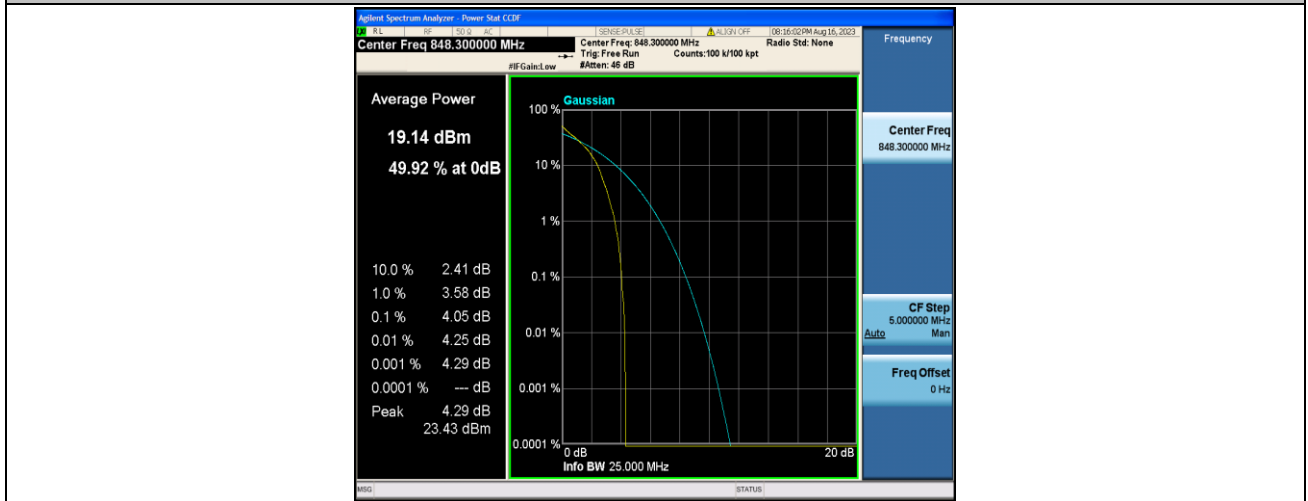 Agilent Spectrum Analyzer - Power Stat CCDF
RL RF 50 Ω AC SENSE:PULSE ALIGN OFF 08:16:02 PM Aug 16, 2023
Center Freq 848.300000 MHz
Center Freq: 848.300000 MHz Radio Std: None
Trig: Free Run Counts:100 k/100 kpt
#IFGain:Low #Atten: 46 dB
Frequency
Average Power
19.14 dBm
49.92 % at 0dB
10.0 % 2.41 dB
1.0 % 3.58 dB
0.1 % 4.05 dB
0.01 % 4.25 dB
0.001 % 4.29 dB
0.0001 % --- dB
Peak 4.29 dB
23.43 dBm
Gaussian
100 %
10 %
1 %
0.1 %
0.01 %
0.001 %
0.0001 %
0 dB 20 dB
Info BW 25.000 MHz
Center Freq
848.300000 MHz
CF Step
5.000000 MHz
Auto Man
Freq Offset
0 Hz
MSG STATUS